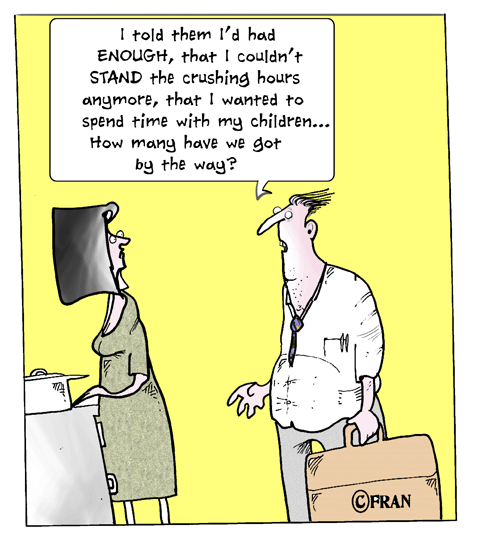 I told them I'd had
ENOUGH, that I couldn't
STAND the crushing hours
anymore, that I wanted to
spend time with my children...
How many have we got
by the way?
©FRAN